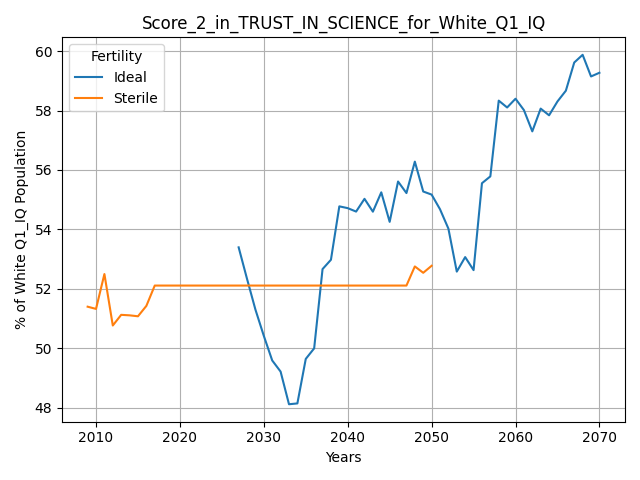 Score_2_in_TRUST_IN_SCIENCE_for_White_Q1_IQ
Fertility
Ideal
Sterile
% of White Q1_IQ Population
60
58
56
54
52
50
48
2010 2020 2030 2040 2050 2060 2070
Years